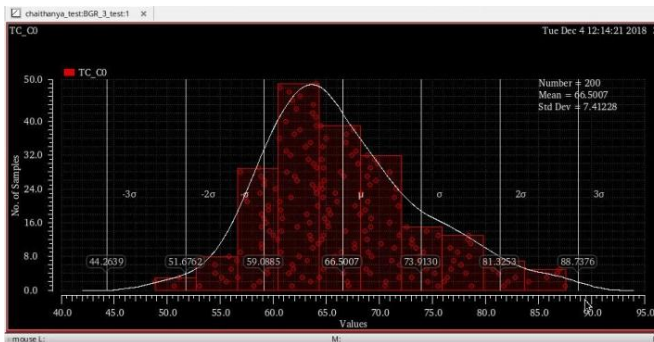 chaithanya_test:BGR_3_test:1 ×
TC_C0
Tue Dec 4 12:14:21 2018
TC_C0
Number = 200
Mean = 66.5007
Std Dev = 7.41228
No. of Samples
50.0
40.0
32.0
24.0
16.0
8.0
0.0
-3σ -2σ -σ μ σ 2σ 3σ
44.2639 51.6762 59.0885 66.5007 73.9130 81.3253 88.7376
40.0 45.0 50.0 55.0 60.0 65.0 70.0 75.0 80.0 85.0 90.0 95.0
Values
mouse L: M: